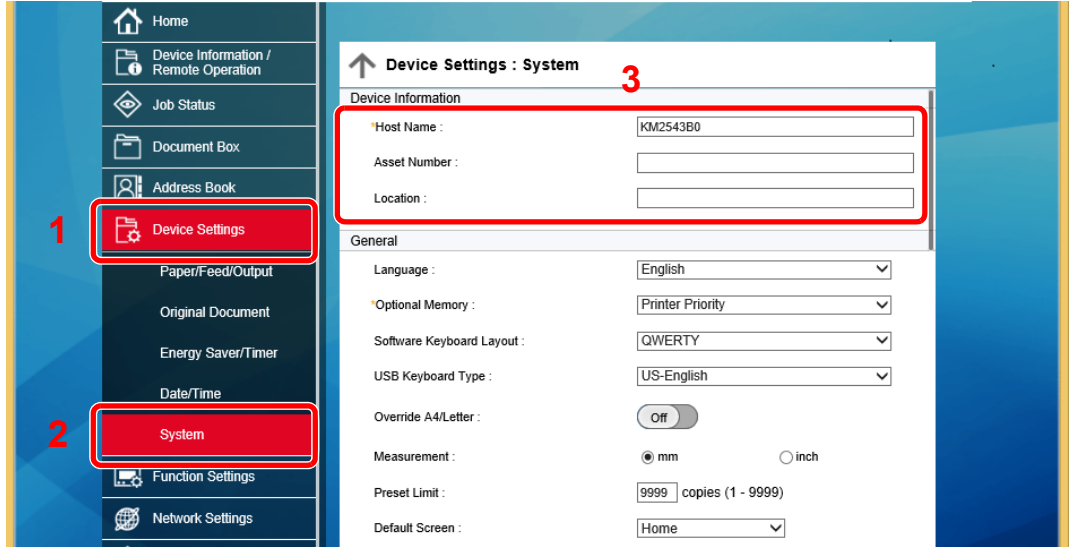 Home
Device Information /
Remote Operation
Job Status
Document Box
Address Book
1
Device Settings
Paper/Feed/Output
Original Document
Energy Saver/Timer
Date/Time
2
System
Function Settings
Network Settings
Device Settings : System
3
Device Information
*Host Name : KM2543B0
Asset Number :
Location :
General
Language : English
*Optional Memory : Printer Priority
Software Keyboard Layout : QWERTY
USB Keyboard Type : US-English
Override A4/Letter : Off
Measurement : mm inch
Preset Limit : 9999 copies (1 - 9999)
Default Screen : Home